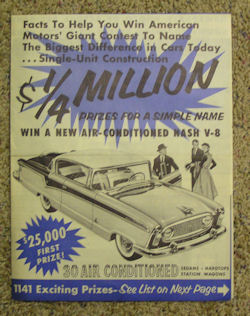 Facts To Help You Win American
Motors' Giant Contest To Name
The Biggest Difference in Cars Today
...Single-Unit Construction
$1/4 MILLION
PRIZES FOR A SIMPLE NAME
WIN A NEW AIR-CONDITIONED NASH V-8
$25,000
FIRST
PRIZE!
30 AIR CONDITIONED
SEDANS - HARDTOPS
STATION WAGONS
1141 Exciting Prizes-See List on Next Page